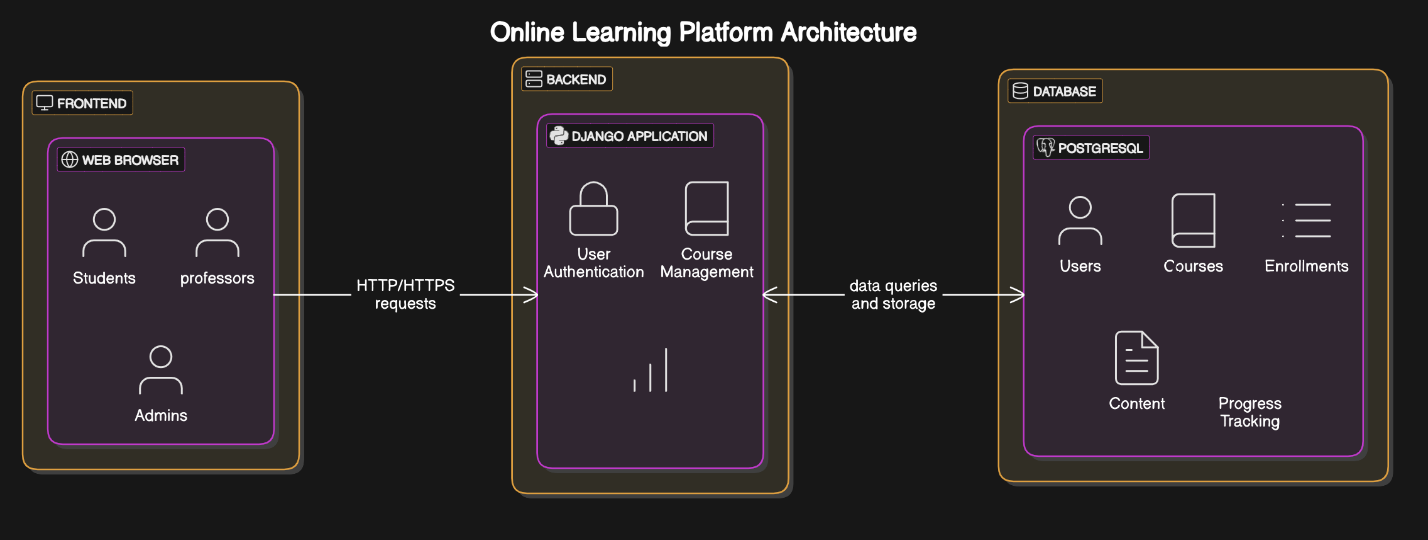 Online Learning Platform Architecture
FRONTEND
WEB BROWSER
Students
professors
Admins
HTTP/HTTPS
requests
BACKEND
DJANGO APPLICATION
User
Authentication
Course
Management
data queries
and storage
DATABASE
POSTGRESQL
Users
Courses
Enrollments
Content
Progress
Tracking